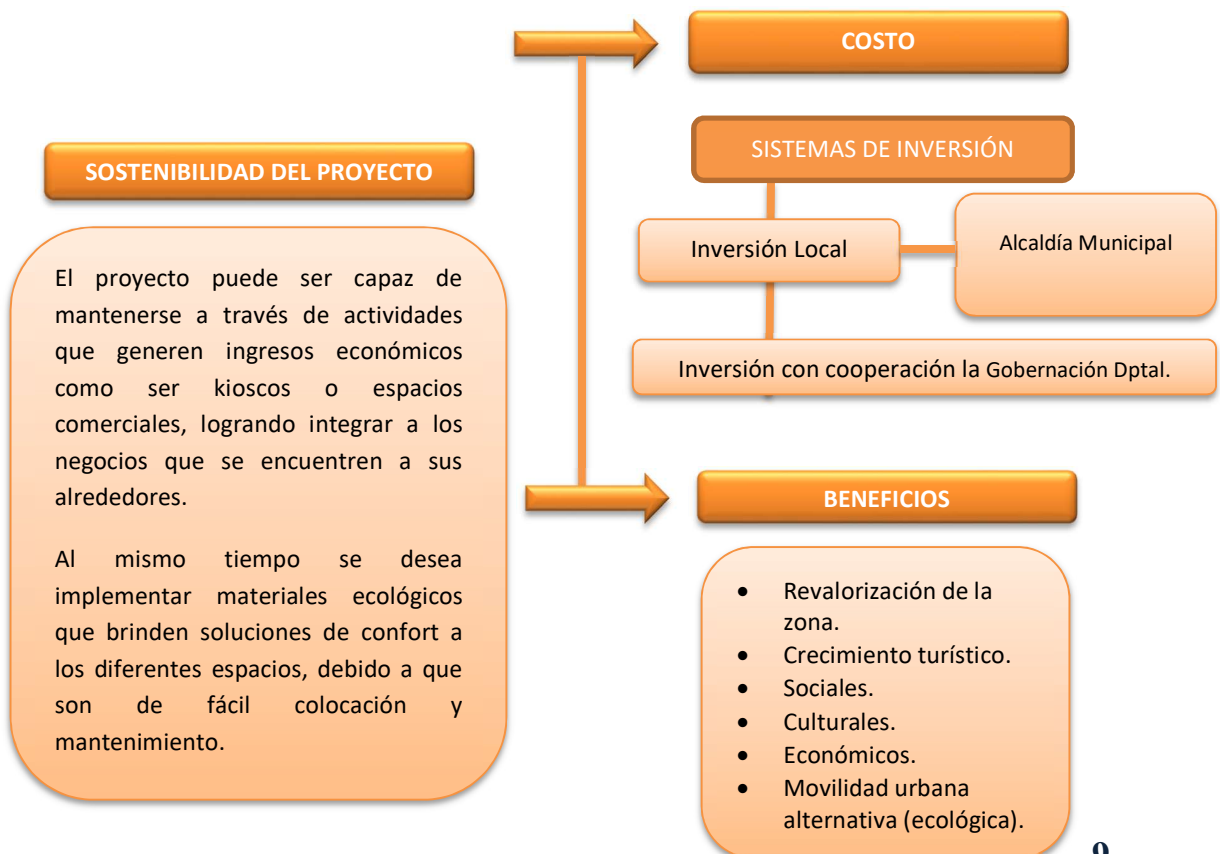 SOSTENIBILIDAD DEL PROYECTO
El proyecto puede ser capaz de
mantenerse a través de actividades
que generen ingresos económicos
como ser kioscos o espacios
comerciales, logrando integrar a los
negocios que se encuentren a sus
alrededores.
Al mismo tiempo se desea
implementar materiales ecológicos
que brinden soluciones de confort a
los diferentes espacios, debido a que
son de fácil colocación y
mantenimiento.
COSTO
SISTEMAS DE INVERSIÓN
Inversión Local
Alcaldía Municipal
Inversión con cooperación la Gobernación Dptal.
BENEFICIOS
• Revalorización de la
zona.
• Crecimiento turístico.
• Sociales.
• Culturales.
• Económicos.
• Movilidad urbana
alternativa (ecológica).
9